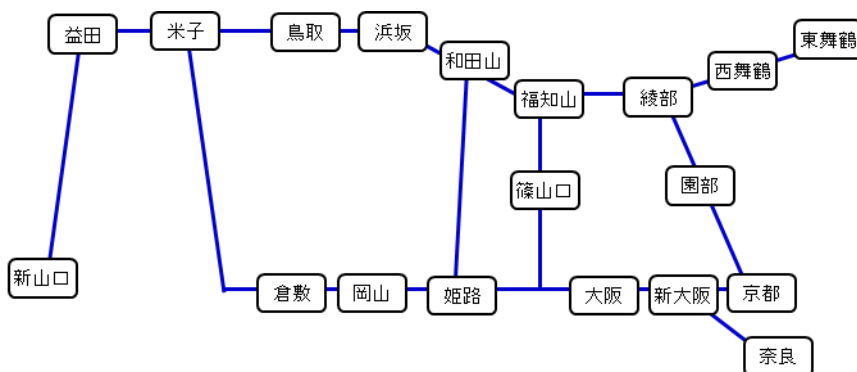 東舞鶴
益田
米子
鳥取
浜坂
和田山
西舞鶴
福知山
綾部
篠山口
園部
新山口
倉敷
岡山
姫路
大阪
新大阪
京都
奈良